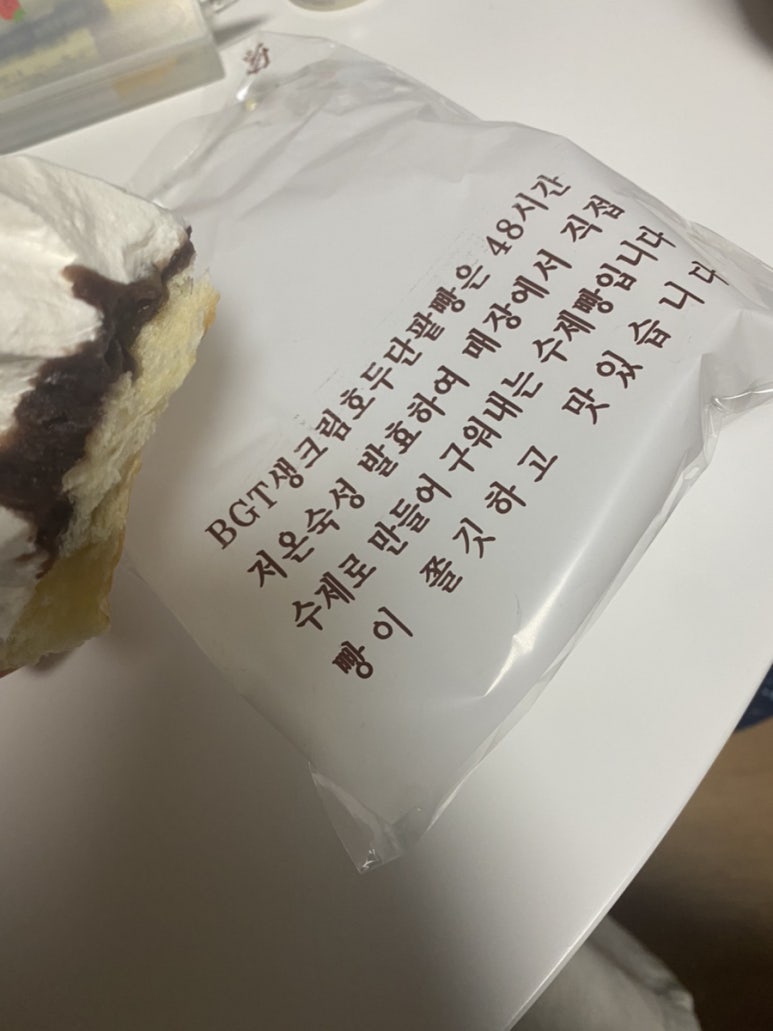 BGT생크림호두단팥빵은 48시간
저온숙성 발효하여 매장에서 직접
수제로 만들어 구워내는 수제빵입니다
빵이 쫄깃하고 맛있습니다